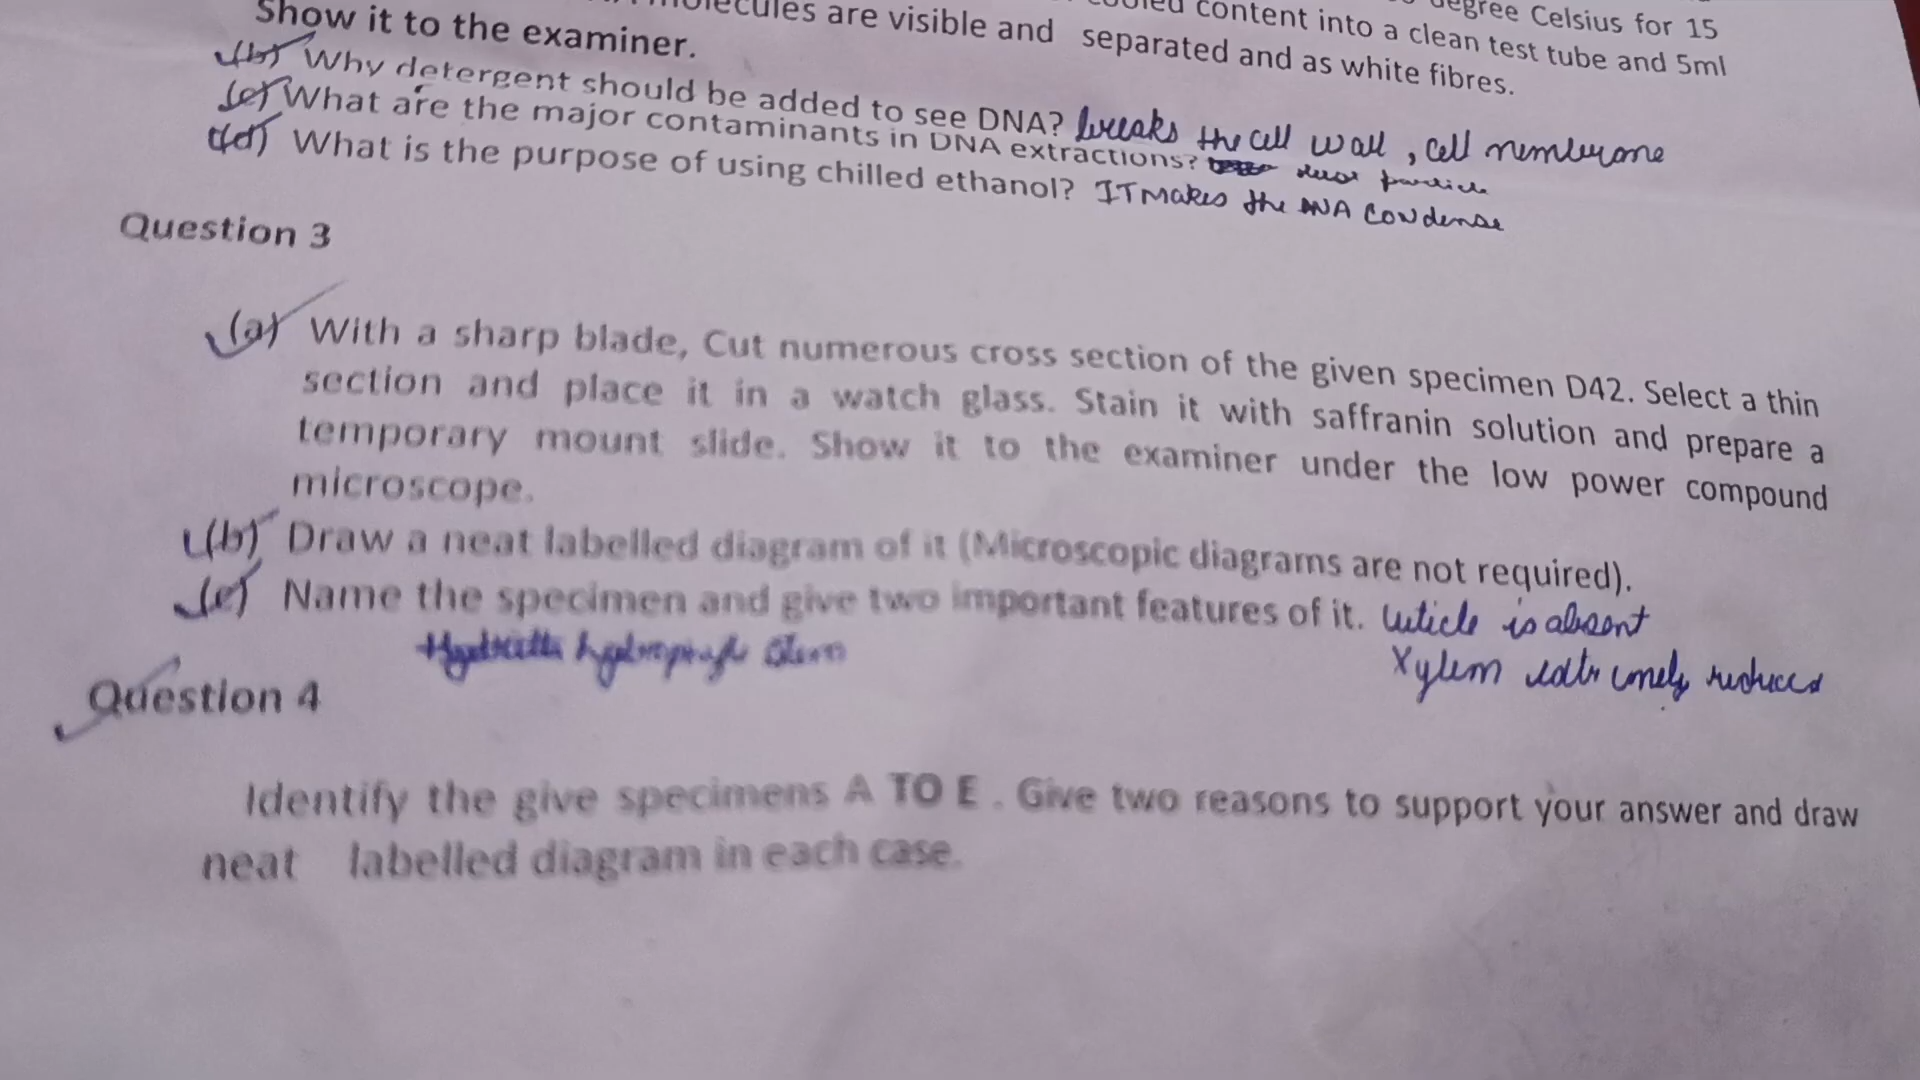 degree Celsius for 15
cooled content into a clean test tube and 5ml
molecules are visible and separated and as white fibres.
Show it to the examiner.
(b) Why detergent should be added to see DNA? breaks the cell wall, cell membrane
(c) What are the major contaminants in DNA extractions? particle
(d) What is the purpose of using chilled ethanol? IT Makes the DNA condense
Question 3
(a) With a sharp blade, Cut numerous cross section of the given specimen D42. Select a thin
section and place it in a watch glass. Stain it with saffranin solution and prepare a
temporary mount slide. Show it to the examiner under the low power compound
microscope.
(b) Draw a neat labelled diagram of it (Microscopic diagrams are not required).
(c) Name the specimen and give two important features of it. Cuticle is absent
Hydrilla Stem
Xylem reduced
Question 4
Identify the give specimens A TO E . Give two reasons to support your answer and draw
neat labelled diagram in each case.